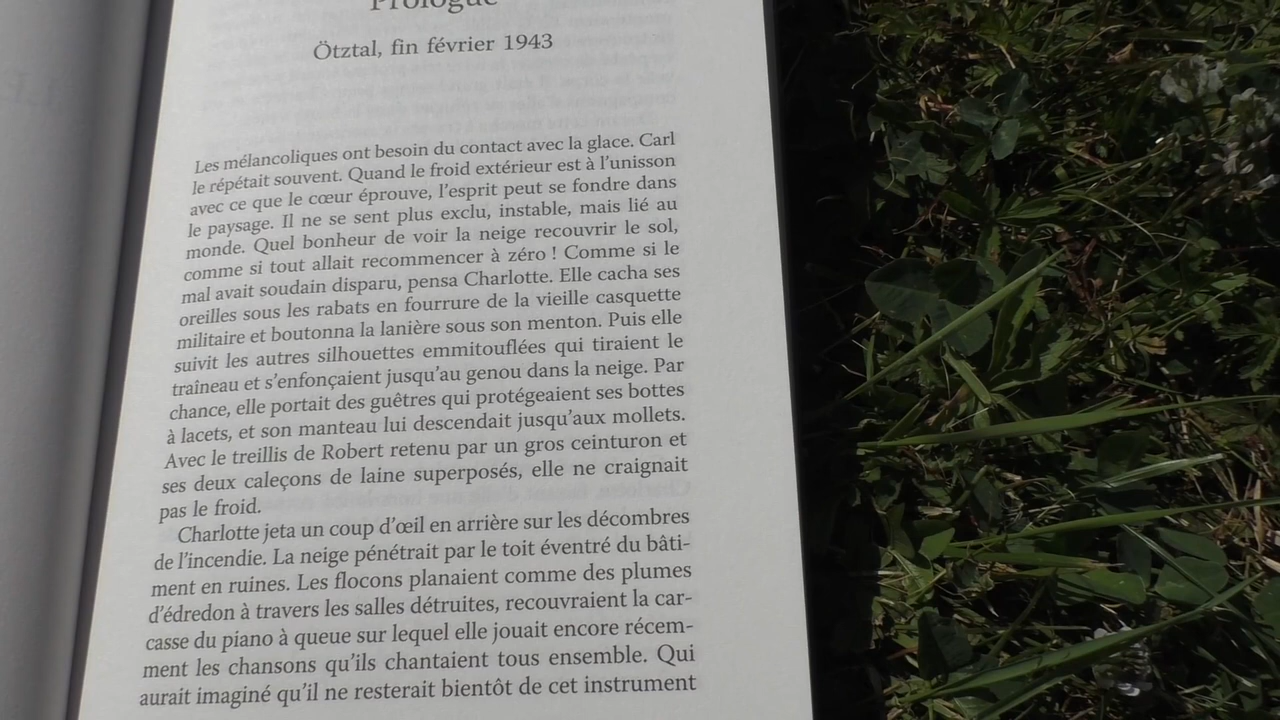 Prologue
Ötztal, fin février 1943
Les mélancoliques ont besoin du contact avec la glace. Carl
le répétait souvent. Quand le froid extérieur est à l'unisson
avec ce que le cœur éprouve, l'esprit peut se fondre dans
le paysage. Il ne se sent plus exclu, instable, mais lié au
monde. Quel bonheur de voir la neige recouvrir le sol,
comme si tout allait recommencer à zéro ! Comme si le
mal avait soudain disparu, pensa Charlotte. Elle cacha ses
oreilles sous les rabats en fourrure de la vieille casquette
militaire et boutonna la lanière sous son menton. Puis elle
suivit les autres silhouettes emmitouflées qui tiraient le
traîneau et s'enfonçaient jusqu'au genou dans la neige. Par
chance, elle portait des guêtres qui protégeaient ses bottes
à lacets, et son manteau lui descendait jusqu'aux mollets.
Avec le treillis de Robert retenu par un gros ceinturon et
ses deux caleçons de laine superposés, elle ne craignait
pas le froid.
Charlotte jeta un coup d'œil en arrière sur les décombres
de l'incendie. La neige pénétrait par le toit éventré du bâti-
ment en ruines. Les flocons planaient comme des plumes
d'édredon à travers les salles détruites, recouvraient la car-
casse du piano à queue sur lequel elle jouait encore récem-
ment les chansons qu'ils chantaient tous ensemble. Qui
aurait imaginé qu'il ne resterait bientôt de cet instrument